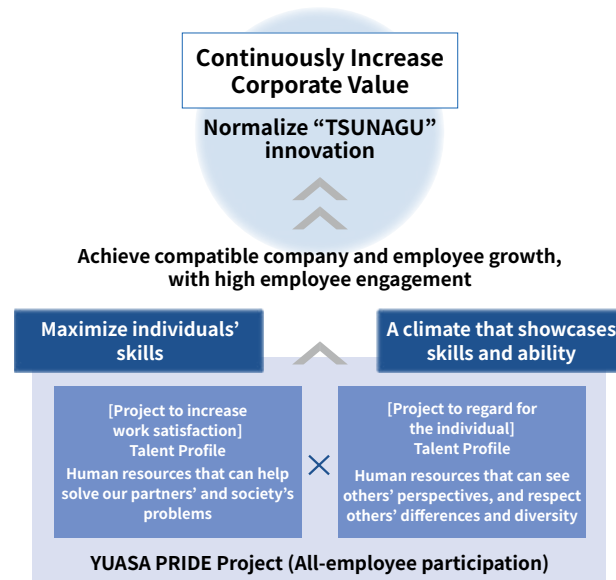 Continuously Increase
Corporate Value
Normalize “TSUNAGU”
innovation
Achieve compatible company and employee growth,
with high employee engagement
Maximize individuals’
skills
A climate that showcases
skills and ability
[Project to increase
work satisfaction]
Talent Profile
Human resources that can help
solve our partners’ and society’s
problems
×
[Project to regard for
the individual]
Talent Profile
Human resources that can see
others’ perspectives, and respect
others’ differences and diversity
YUASA PRIDE Project (All-employee participation)